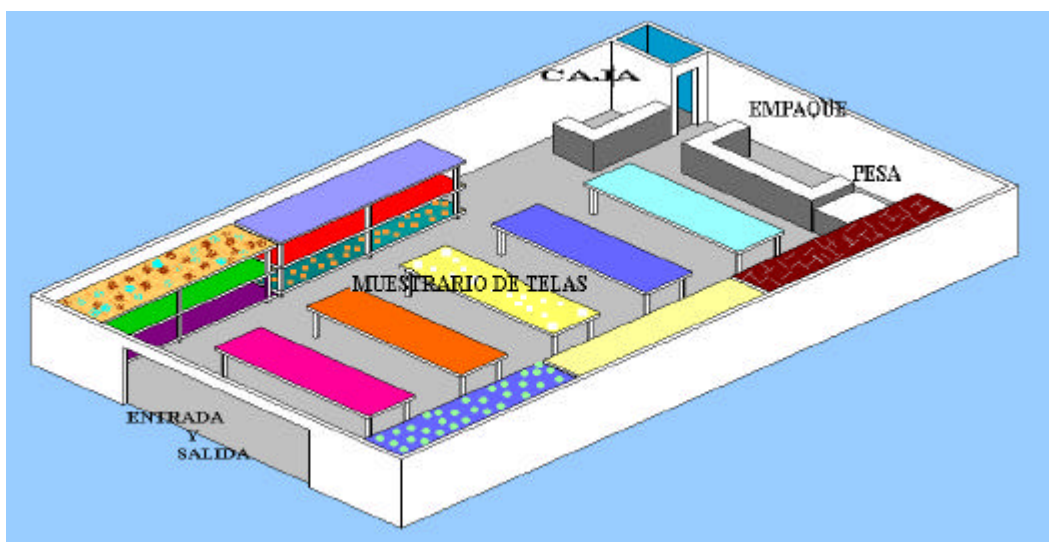 CAJA
EMPAQUE
PESA
MUESTRARIO DE TELAS
ENTRADA
Y
SALIDA